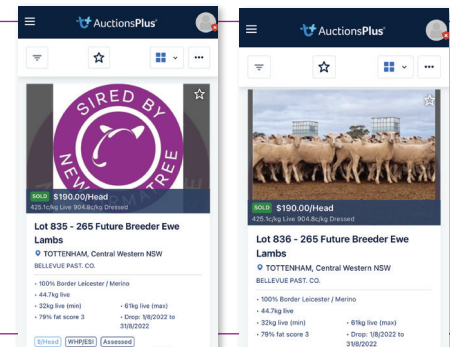 AuctionsPlus
SIRED BY
NEW
TREE
SOLD $190.00/Head
425.1c/kg Live 904.8c/kg Dressed
Lot 835 - 265 Future Breeder Ewe
Lambs
TOTTENHAM, Central Western NSW
BELLEVUE PAST. CO.
• 100% Border Leicester / Merino
• 44.7kg live
• 32kg live (min) • 61kg live (max)
• 79% fat score 3 • Drop: 1/8/2022 to
31/8/2022
$/Head WHP/ESI Assessed
AuctionsPlus
SOLD $190.00/Head
425.1c/kg Live 904.8c/kg Dressed
Lot 836 - 265 Future Breeder Ewe
Lambs
TOTTENHAM, Central Western NSW
BELLEVUE PAST. CO.
• 100% Border Leicester / Merino
• 44.7kg live
• 32kg live (min) • 61kg live (max)
• 79% fat score 3 • Drop: 1/8/2022 to
31/8/2022